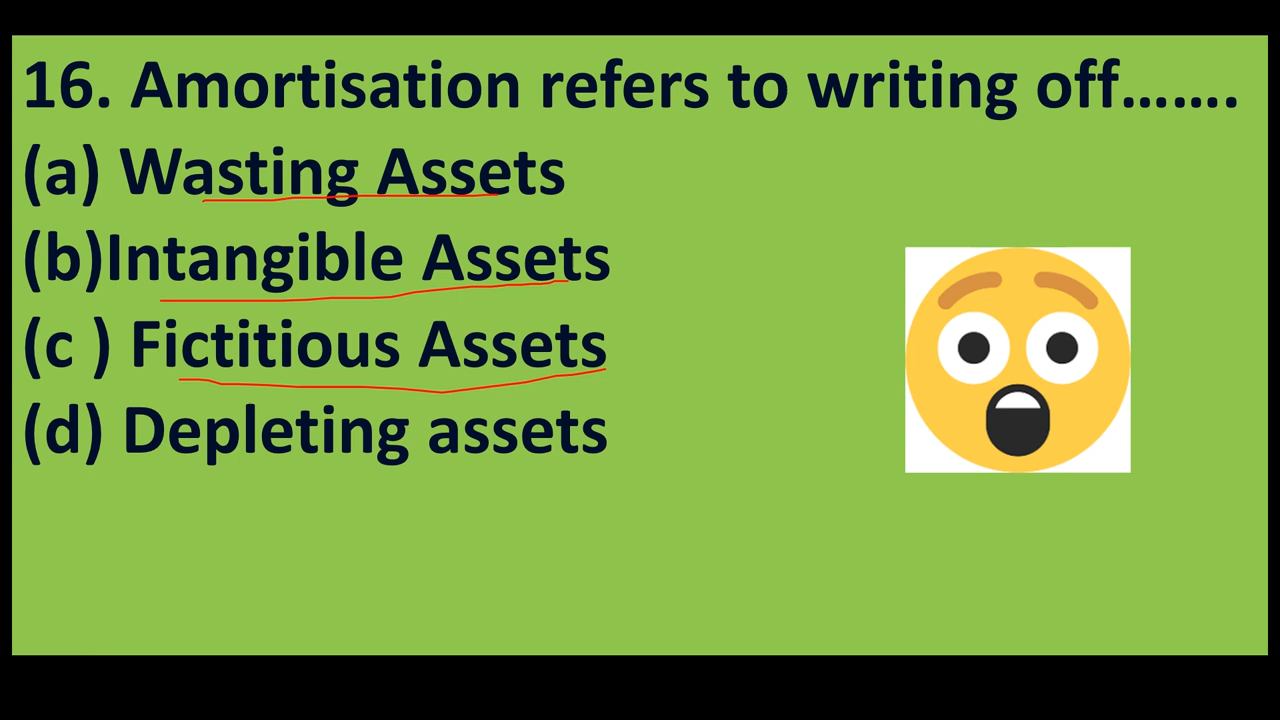 16. Amortisation refers to writing off…….
(a) Wasting Assets
(b)Intangible Assets
(c ) Fictitious Assets
(d) Depleting assets